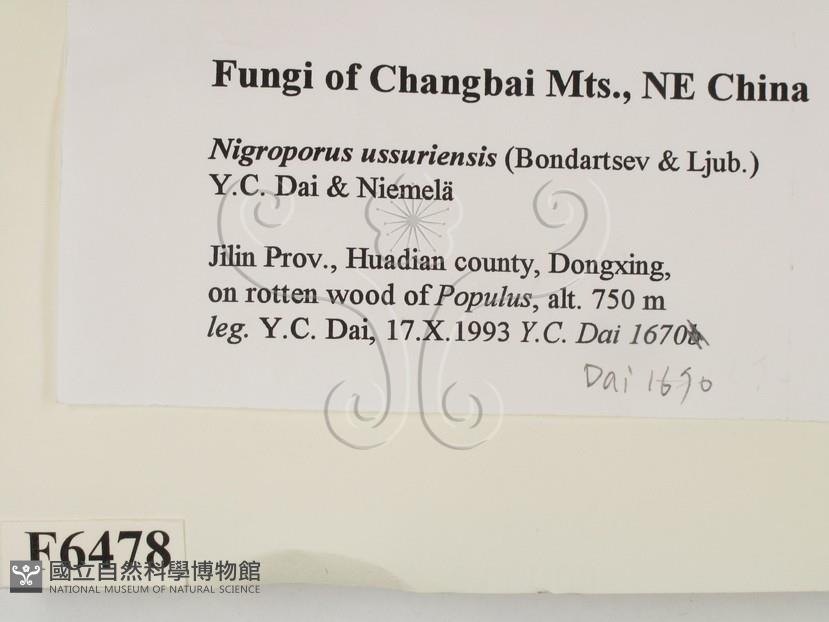 Fungi of Changbai Mts., NE China
Nigroporus ussuriensis (Bondartsev & Ljub.)
Y.C. Dai & Niemelä
Jilin Prov., Huadian county, Dongxing,
on rotten wood of Populus, alt. 750 m
leg. Y.C. Dai, 17.X.1993 Y.C. Dai 1670
Dai 1690
F6478
國立自然科學博物館
NATIONAL MUSEUM OF NATURAL SCIENCE